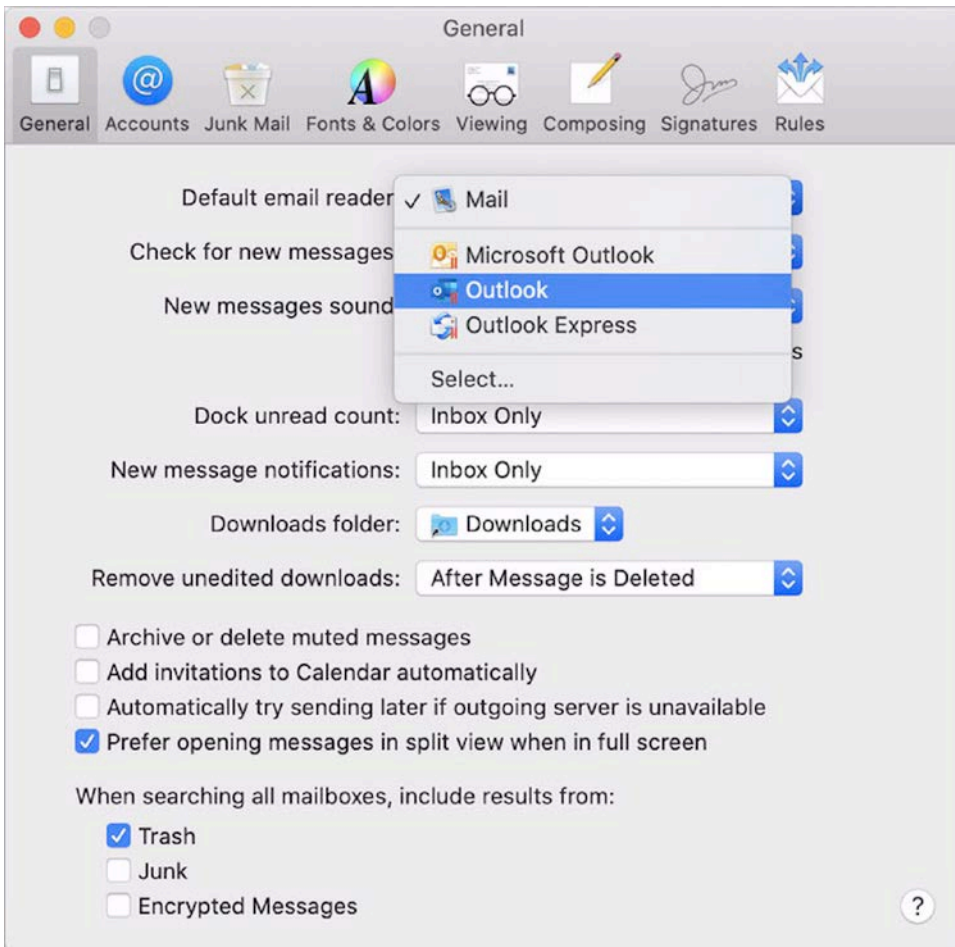 General
General Accounts Junk Mail Fonts & Colors Viewing Composing Signatures Rules
Default email reader ✓ Mail
Check for new messages Microsoft Outlook
Outlook
New messages sound Outlook Express
s
Select...
Dock unread count: Inbox Only
New message notifications: Inbox Only
Downloads folder: Downloads
Remove unedited downloads: After Message is Deleted
Archive or delete muted messages
Add invitations to Calendar automatically
Automatically try sending later if outgoing server is unavailable
Prefer opening messages in split view when in full screen
When searching all mailboxes, include results from:
Trash
Junk
Encrypted Messages
?